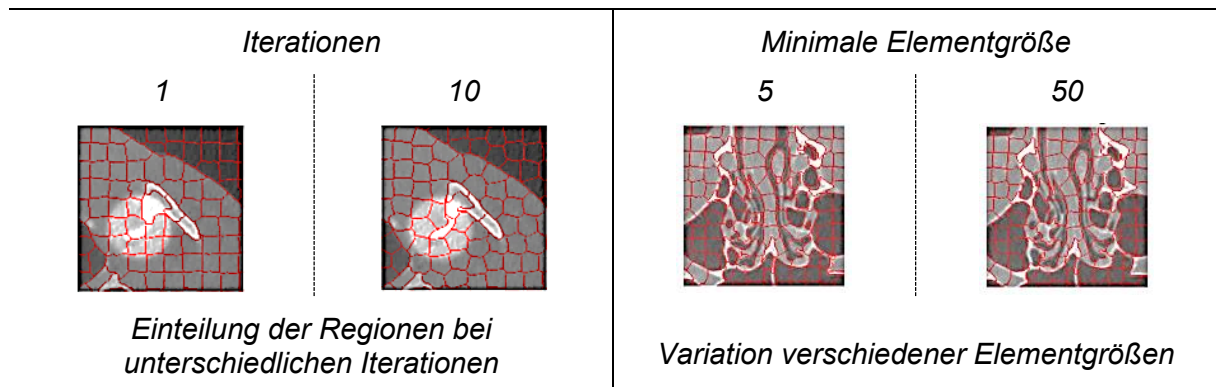 Iterationen
1
10
Einteilung der Regionen bei
unterschiedlichen Iterationen
Minimale Elementgröße
5
50
Variation verschiedener Elementgrößen